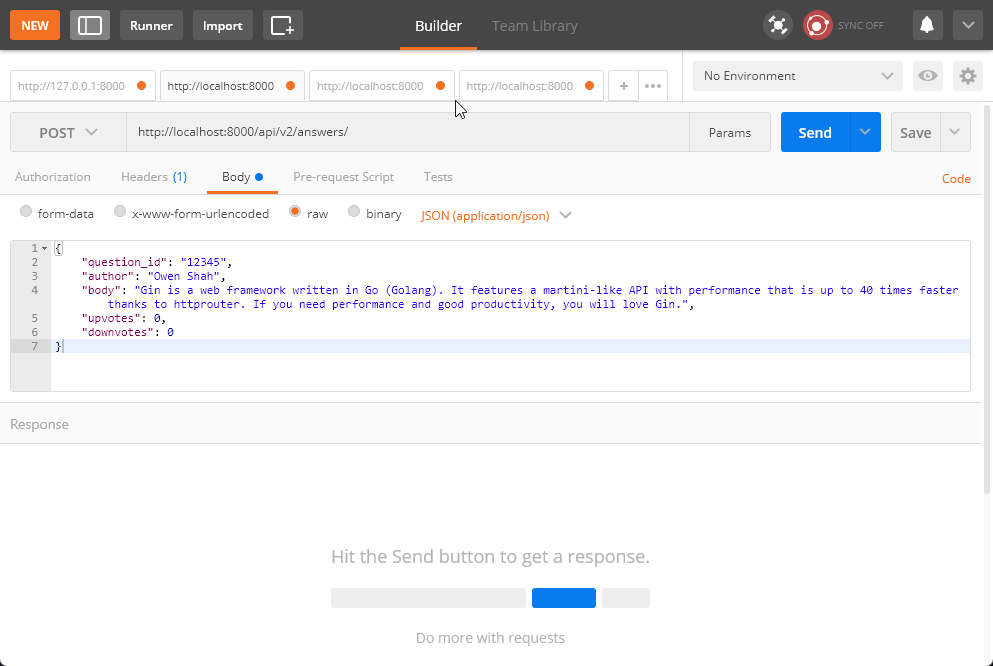 NEW Runner Import Builder Team Library SYNC OFF
http://127.0.0.1:8000 http://localhost:8000 http://localhost:8000 http://localhost:8000 + ••• No Environment
POST http://localhost:8000/api/v2/answers/ Params Send Save
Authorization Headers (1) Body Pre-request Script Tests Code
form-data x-www-form-urlencoded raw binary JSON (application/json)
1 {
2 "question_id": "12345",
3 "author": "Owen Shah",
4 "body": "Gin is a web framework written in Go (Golang). It features a martini-like API with performance that is up to 40 times faster
thanks to httprouter. If you need performance and good productivity, you will love Gin.",
5 "upvotes": 0,
6 "downvotes": 0
7 }
Response
Hit the Send button to get a response.
Do more with requests